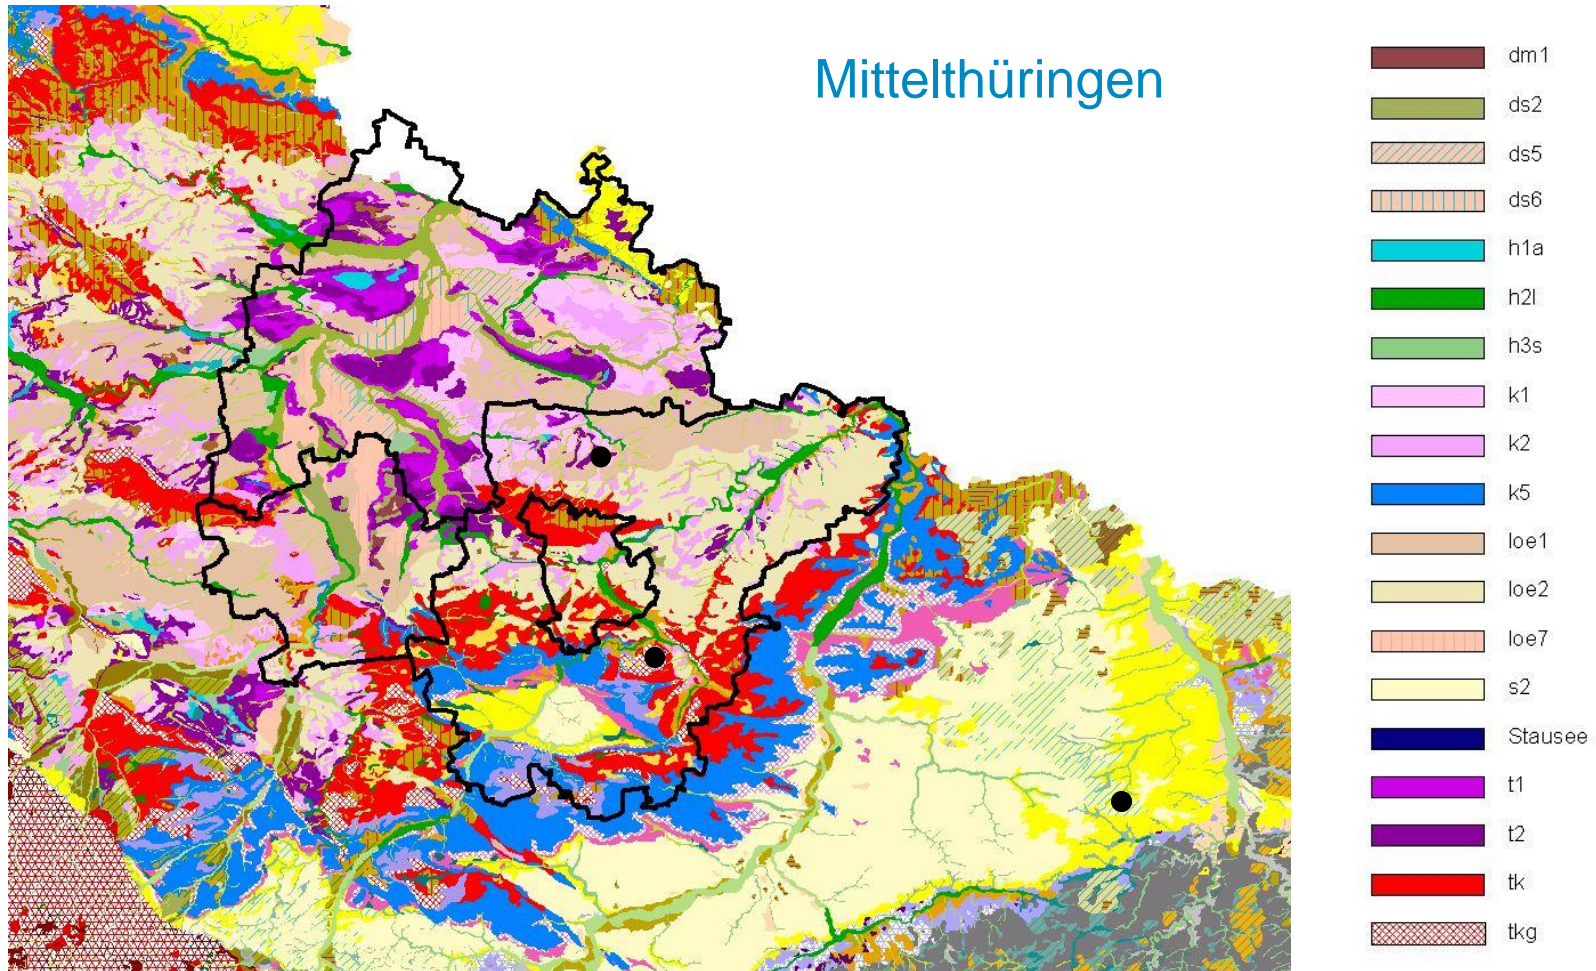 Mittelthüringen
dm1
ds2
ds5
ds6
h1a
h2l
h3s
k1
k2
k5
loe1
loe2
loe7
s2
Stausee
t1
t2
tk
tkg